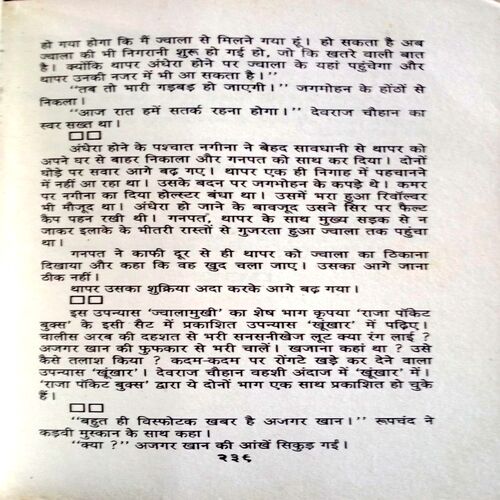 हो गया होगा कि मैं ज्वाला से मिलने गया हूं। हो सकता है अब
ज्वाला की भी निगरानी शुरू हो गई हो, जो कि खतरे वाली बात
है। क्योंकि थापर अंधेरा होने पर ज्वाला के यहां पहुंचेगा और
थापर उनकी नजर में भी आ सकता है।''
''तब तो भारी गड़बड़ हो जाएगी।'' जगमोहन के होंठों से
निकला।
''आज रात हमें सतर्क रहना होगा।'' देवराज चौहान का
स्वर सख्त था।
□□
अंधेरा होने के पश्चात नगीना ने बेहद सावधानी से थापर को
अपने घर से बाहर निकाला और गनपत को साथ कर दिया। दोनों
घोड़े पर सवार आगे बढ़ गए। थापर एक ही निगाह में पहचानने
में नहीं आ रहा था। उसके बदन पर जगमोहन के कपड़े थे। कमर
पर नगीना का दिया होल्स्टर बंधा था। उसमें भरा हुआ रिवॉल्वर
भी मौजूद था। अंधेरा हो जाने के बावजूद उसने सिर पर फैल्ट
कैप पहन रखी थी। गनपत, थापर के साथ मुख्य सड़क से न
जाकर इलाके के भीतरी रास्तों से गुजरता हुआ ज्वाला तक पहुंचा
था।
गनपत ने काफी दूर से ही थापर को ज्वाला का ठिकाना
दिखाया और कहा कि वह खुद चला जाए। उसका आगे जाना
ठीक नहीं।
थापर उसका शुक्रिया अदा करके आगे बढ़ गया।
□□
इस उपन्यास 'ज्वालामुखी' का शेष भाग कृपया 'राजा पॉकेट
बुक्स' के इसी सैट में प्रकाशित उपन्यास 'खूंखार' में पढ़िए।
चालीस अरब की दहशत से भरी सनसनीखेज लूट क्या रंग लाई ?
अजगर खान की फुफकार से भरी चालें। खजाना कहां था ? उसे
कैसे तलाश किया ? कदम-कदम पर रोंगटे खड़े कर देने वाला
उपन्यास 'खूंखार'। देवराज चौहान वहशी अंदाज में 'खूंखार' में।
'राजा पॉकेट बुक्स' द्वारा ये दोनों भाग एक साथ प्रकाशित हो चुके
हैं।
□□
''बहुत ही विस्फोटक खबर है अजगर खान।'' रूपचंद ने
कड़वी मुस्कान के साथ कहा।
''क्या ?'' अजगर खान की आंखें सिकुड़ गईं।
२३९